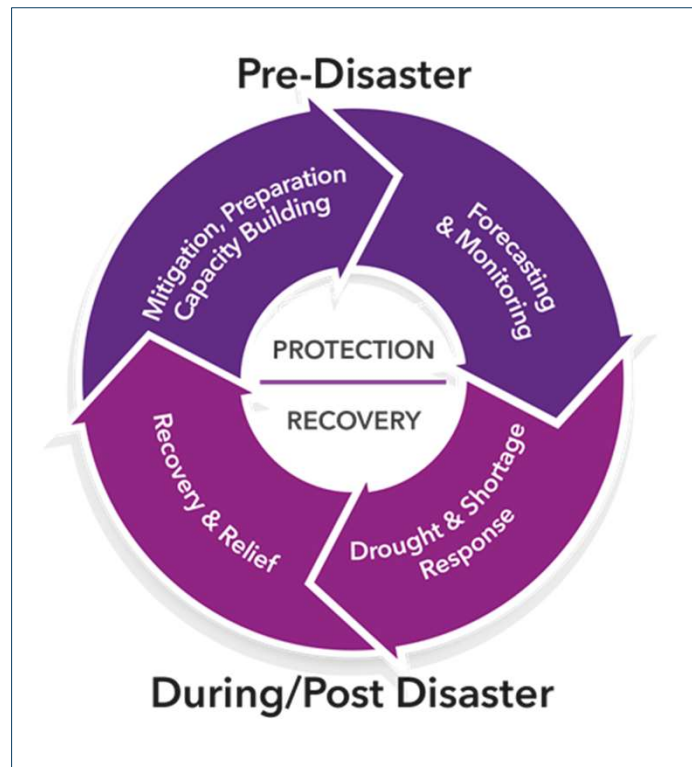 Pre-Disaster
Mitigation, Preparation
Capacity Building
Forecasting
& Monitoring
PROTECTION
RECOVERY
Recovery & Relief
Drought & Shortage
Response
During/Post Disaster